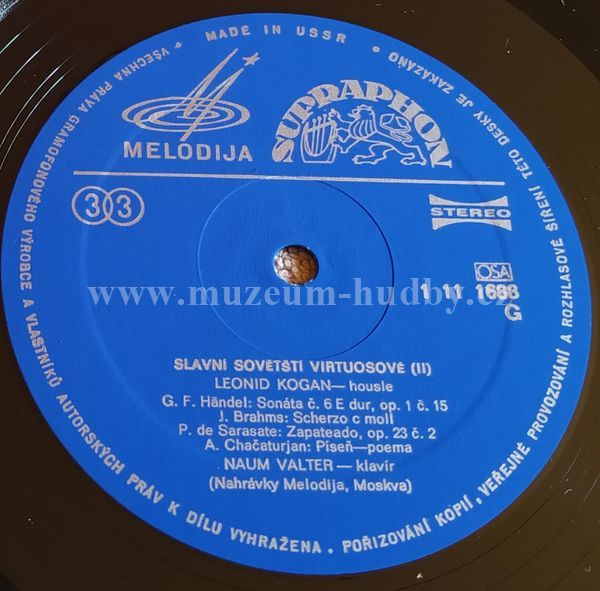 MADE IN USSR
MELODIJA
SUPRAPHON
33
STEREO
OSA
1 11 1688
G
www.muzeum-hudby.cz
SLAVNÍ SOVĚTŠTÍ VIRTUOSOVÉ (II)
LEONID KOGAN — housle
G. F. Händel: Sonáta č. 6 E dur, op. 1 č. 15
J. Brahms: Scherzo c moll
P. de Sarasate: Zapateado, op. 23 č. 2
A. Chačaturjan: Píseň—poema
NAUM VALTER — klavír
(Nahrávky Melodija, Moskva)
• VŠECHNA PRÁVA GRAMOFONOVÉHO VÝROBCE A VLASTNÍKŮ AUTORSKÝCH PRÁV K DÍLU VYHRAŽENA. POŘIZOVÁNÍ KOPIÍ, VEŘEJNÉ PROVOZOVÁNÍ A ROZHLASOVÉ ŠÍŘENÍ TÉTO DESKY JE ZAKÁZÁNO •